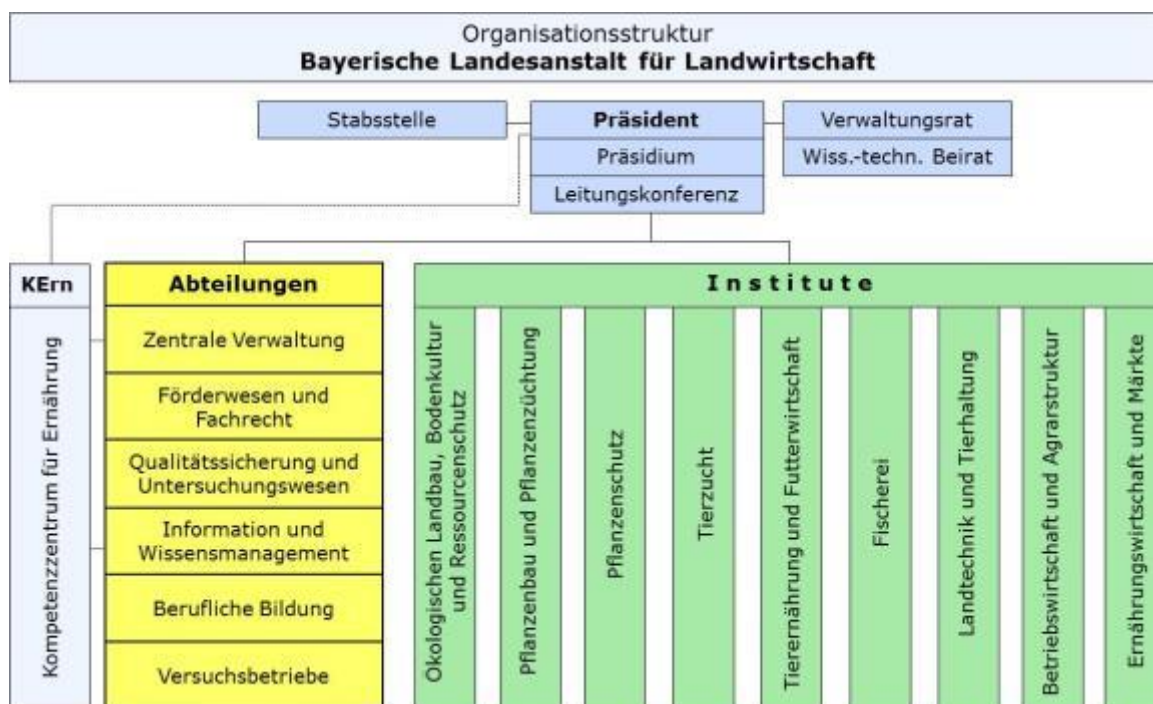 Organisationsstruktur
Bayerische Landesanstalt für Landwirtschaft
Stabsstelle
Präsident
Verwaltungsrat
Präsidium
Wiss.-techn. Beirat
Leitungskonferenz
KErn
Kompetenzzentrum für Ernährung
Abteilungen
Zentrale Verwaltung
Förderwesen und
Fachrecht
Qualitätssicherung und
Untersuchungswesen
Information und
Wissensmanagement
Berufliche Bildung
Versuchsbetriebe
Institute
Ökologischen Landbau, Bodenkultur
und Ressourcenschutz
Pflanzenbau und Pflanzenzüchtung
Pflanzenschutz
Tierzucht
Tierernährung und Futterwirtschaft
Fischerei
Landtechnik und Tierhaltung
Betriebswirtschaft und Agrarstruktur
Ernährungswirtschaft und Märkte